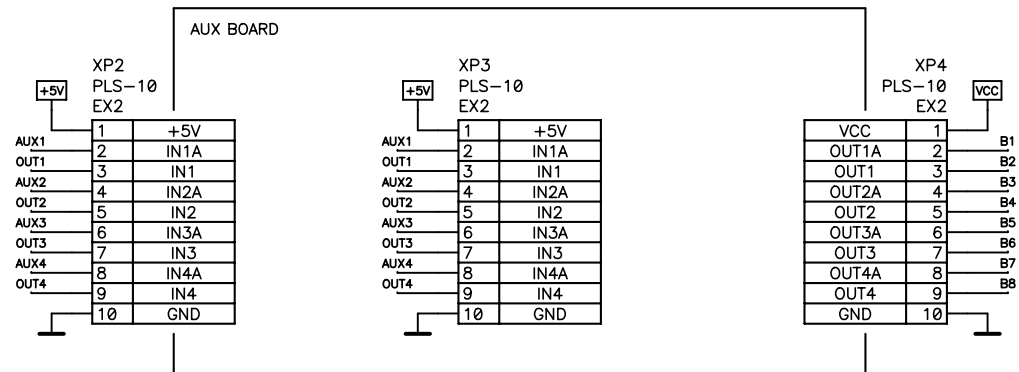 AUX BOARD
XP2
PLS-10
EX2
+5V
AUX1
OUT1
AUX2
OUT2
AUX3
OUT3
AUX4
OUT4
1 +5V
2 IN1A
3 IN1
4 IN2A
5 IN2
6 IN3A
7 IN3
8 IN4A
9 IN4
10 GND
XP3
PLS-10
EX2
+5V
AUX1
OUT1
AUX2
OUT2
AUX3
OUT3
AUX4
OUT4
1 +5V
2 IN1A
3 IN1
4 IN2A
5 IN2
6 IN3A
7 IN3
8 IN4A
9 IN4
10 GND
XP4
PLS-10
EX2
VCC
VCC 1
OUT1A 2
OUT1 3
OUT2A 4
OUT2 5
OUT3A 6
OUT3 7
OUT4A 8
OUT4 9
GND 10
B1
B2
B3
B4
B5
B6
B7
B8